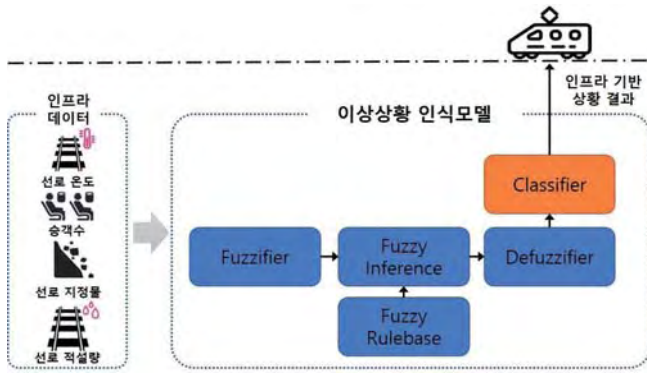 인프라 기반
상황 결과
인프라
데이터
선로 온도
승객수
선로 지정물
선로 적설량
이상상황 인식모델
Classifier
Fuzzifier
Fuzzy
Inference
Defuzzifier
Fuzzy
Rulebase